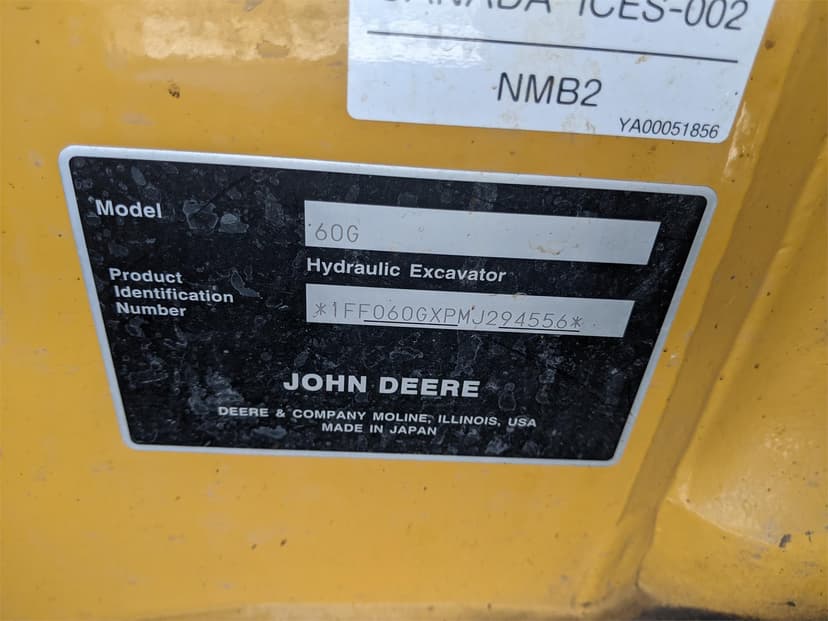 CANADA ICES-002
NMB2
YA00051856
Model
60G
Hydraulic Excavator
Product
Identification
Number
*1FF060GXPMJ294556*
JOHN DEERE
DEERE & COMPANY MOLINE, ILLINOIS, USA
MADE IN JAPAN